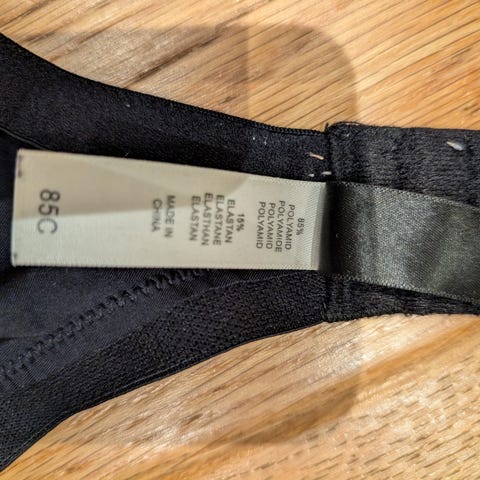 85%
POLYAMID
POLYAMIDE
POLYAMID
POLYAMID
15%
ELASTAN
ELASTANE
ELASTHAN
ELASTAN
MADE IN
CHINA
85C